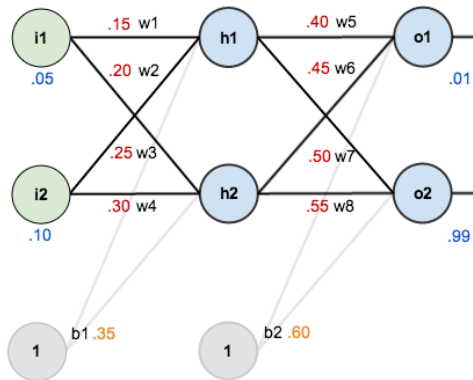 i1 .15 w1 h1 .40 w5 o1
.05 .20 w2 .45 w6 .01
.25 w3 .50 w7
i2 .30 w4 h2 .55 w8 o2
.10 .99
b1 .35 b2 .60
1 1